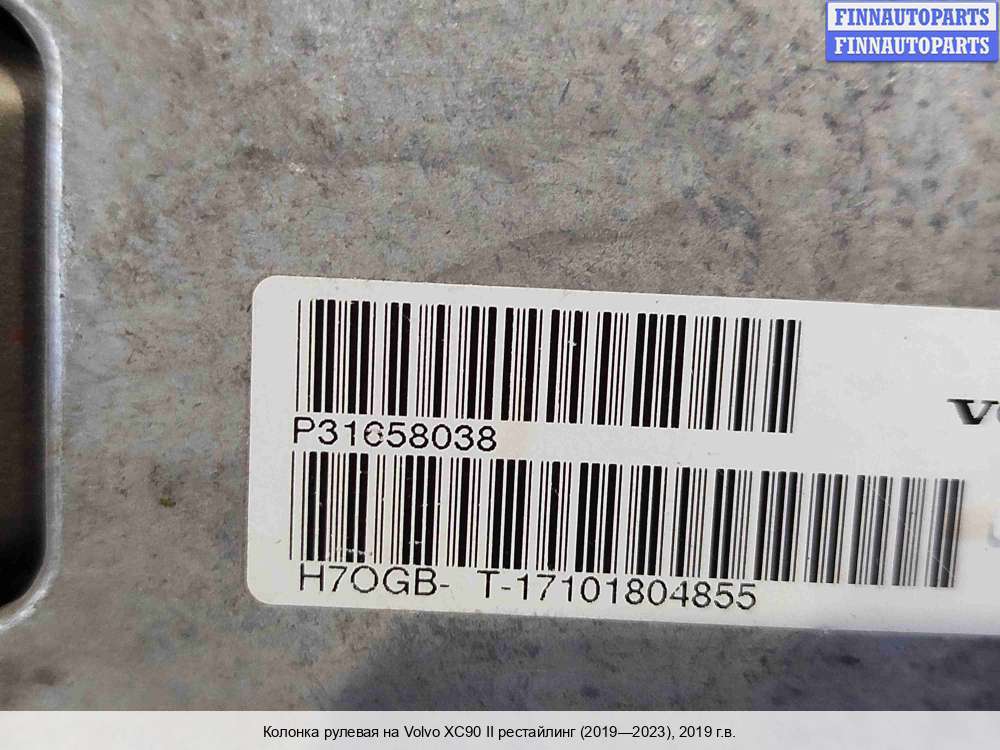 FINNAUTOPARTS
FINNAUTOPARTS
P31658038
H7OGB- T-17101804855
Колонка рулевая на Volvo XC90 II рестайлинг (2019—2023), 2019 г.в.